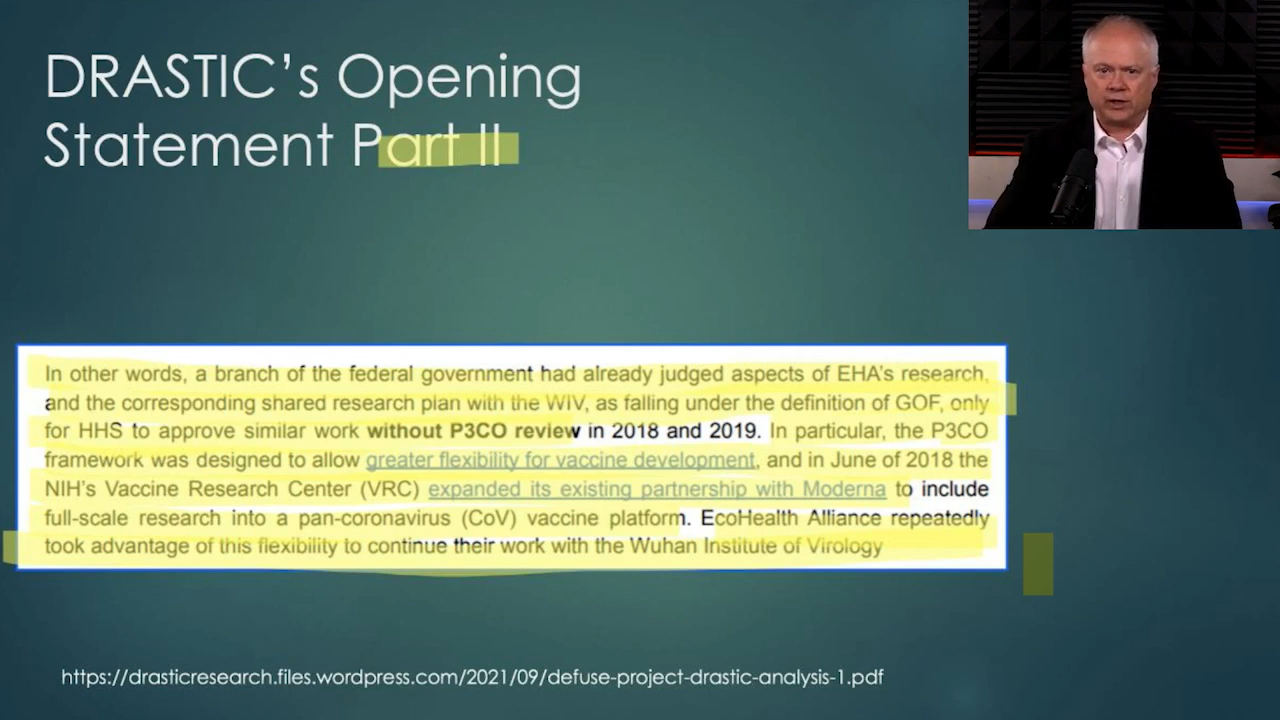 DRASTIC's Opening
Statement Part II
In other words, a branch of the federal government had already judged aspects of EHA's research,
and the corresponding shared research plan with the WIV, as falling under the definition of GOF, only
for HHS to approve similar work without P3CO review in 2018 and 2019. In particular, the P3CO
framework was designed to allow greater flexibility for vaccine development, and in June of 2018 the
NIH's Vaccine Research Center (VRC) expanded its existing partnership with Moderna to include
full-scale research into a pan-coronavirus (CoV) vaccine platform. EcoHealth Alliance repeatedly
took advantage of this flexibility to continue their work with the Wuhan Institute of Virology
https://drasticresearch.files.wordpress.com/2021/09/defuse-project-drastic-analysis-1.pdf